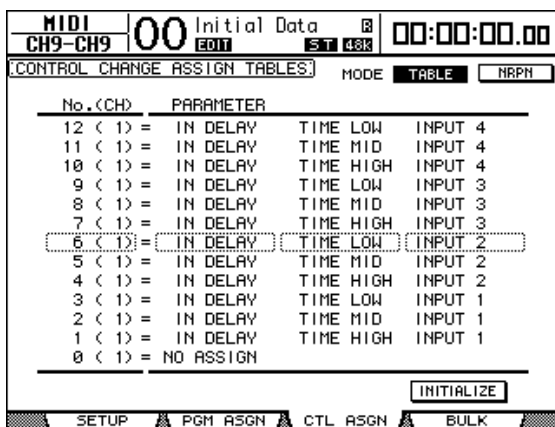 MIDI 00 Initial Data R 00:00:00.00
CH9-CH9 EDIT ST 48K
:CONTROL CHANGE ASSIGN TABLES: MODE TABLE NRPN
No.(CH) PARAMETER
12 ( 1) = IN DELAY TIME LOW INPUT 4
11 ( 1) = IN DELAY TIME MID INPUT 4
10 ( 1) = IN DELAY TIME HIGH INPUT 4
9 ( 1) = IN DELAY TIME LOW INPUT 3
8 ( 1) = IN DELAY TIME MID INPUT 3
7 ( 1) = IN DELAY TIME HIGH INPUT 3
6 ( 1) = IN DELAY TIME LOW INPUT 2
5 ( 1) = IN DELAY TIME MID INPUT 2
4 ( 1) = IN DELAY TIME HIGH INPUT 2
3 ( 1) = IN DELAY TIME LOW INPUT 1
2 ( 1) = IN DELAY TIME MID INPUT 1
1 ( 1) = IN DELAY TIME HIGH INPUT 1
0 ( 1) = NO ASSIGN
INITIALIZE
SETUP PGM ASGN CTL ASGN BULK